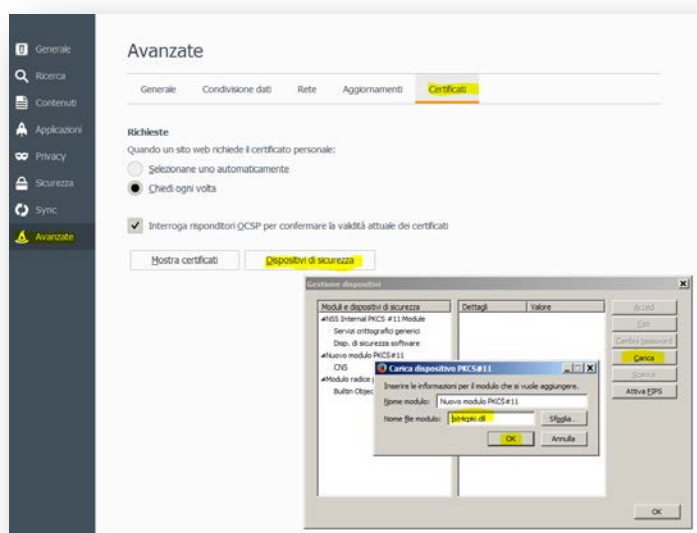 Generale
Ricerca
Contenuti
Applicazioni
Privacy
Sicurezza
Sync
Avanzate
Avanzate
Generale Condivisione dati Rete Aggiornamenti Certificati
Richieste
Quando un sito web richiede il certificato personale:
Selezionane uno automaticamente
Chiedi ogni volta
Interroga risponditori OCSP per confermare la validità attuale dei certificati
Mostra certificati Dispositivi di sicurezza
Gestione dispositivi
Moduli e dispositivi di sicurezza Dettagli Valore
NSS Internal PKCS #11 Module
Servizi crittografici generici
Disp. di sicurezza software
Nuovo modulo PKCS#11
CNS
Modulo radice
Builtin Objec
Accedi
Esci
Cambia password
Carica
Scarica
Attiva FIPS
Carica dispositivo PKCS#11
Inserire le informazioni per il modulo che si vuole aggiungere.
Nome modulo: Nuovo modulo PKCS#11
Nome file modulo: Sfoglia...
OK Annulla
OK